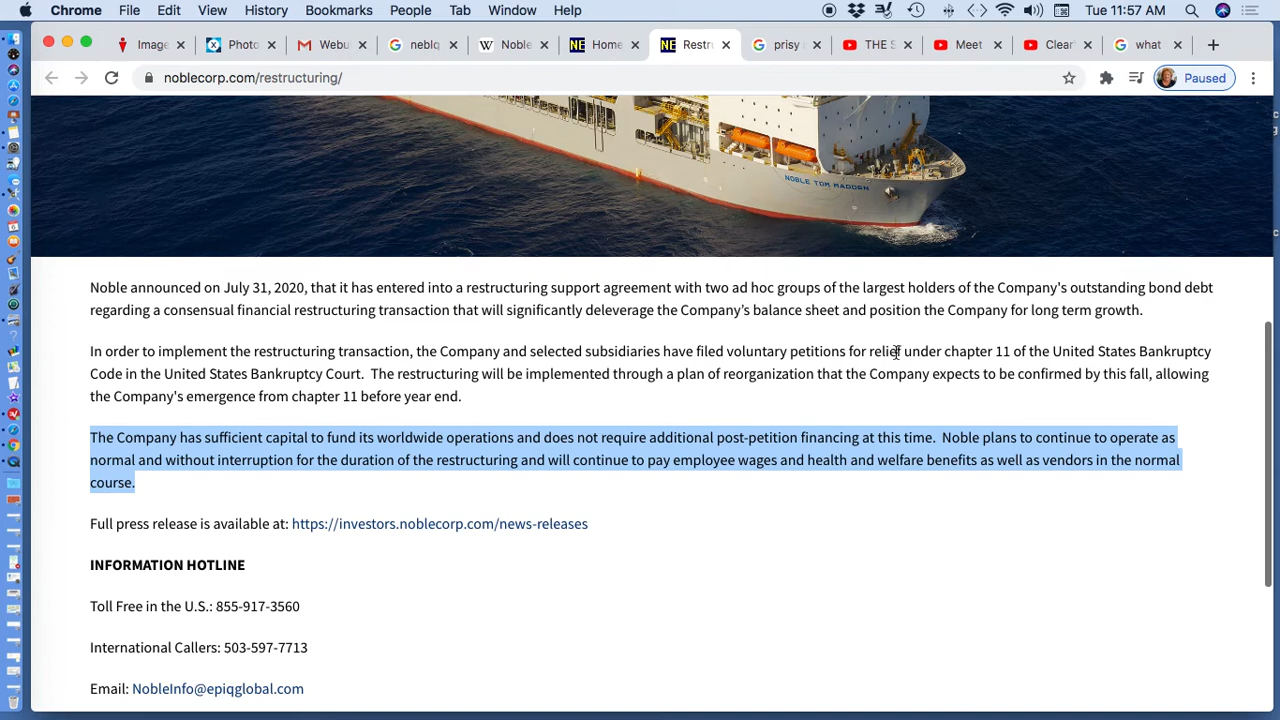 Chrome File Edit View History Bookmarks People Tab Window Help Tue 11:57 AM
Image Photo Webu nebIq Noble Home Restru prisy THE S Meet Clear what
noblecorp.com/restructuring/ Paused
NOBLE TOM MADDEN
Noble announced on July 31, 2020, that it has entered into a restructuring support agreement with two ad hoc groups of the largest holders of the Company's outstanding bond debt
regarding a consensual financial restructuring transaction that will significantly deleverage the Company's balance sheet and position the Company for long term growth.
In order to implement the restructuring transaction, the Company and selected subsidiaries have filed voluntary petitions for relief under chapter 11 of the United States Bankruptcy
Code in the United States Bankruptcy Court. The restructuring will be implemented through a plan of reorganization that the Company expects to be confirmed by this fall, allowing
the Company's emergence from chapter 11 before year end.
The Company has sufficient capital to fund its worldwide operations and does not require additional post-petition financing at this time. Noble plans to continue to operate as
normal and without interruption for the duration of the restructuring and will continue to pay employee wages and health and welfare benefits as well as vendors in the normal
course.
Full press release is available at: https://investors.noblecorp.com/news-releases
INFORMATION HOTLINE
Toll Free in the U.S.: 855-917-3560
International Callers: 503-597-7713
Email: NobleInfo@epiqglobal.com